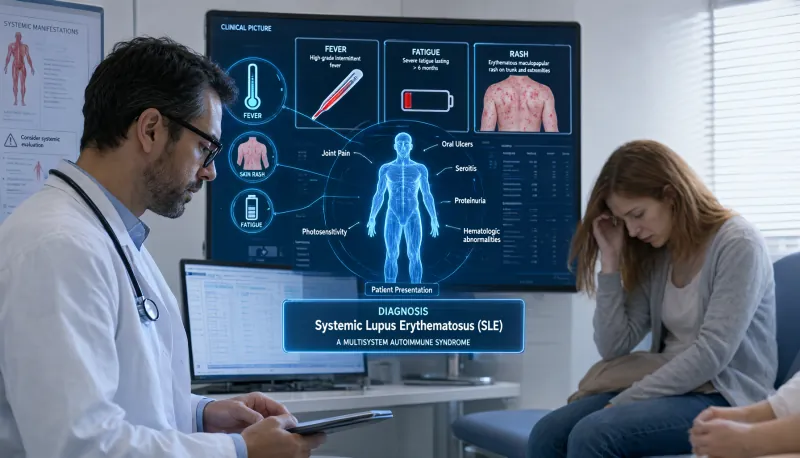 SYSTEMIC MANIFESTATIONS
Consider systemic
evaluation
CLINICAL PICTURE
FEVER
High grade intermittent
fever
FATIGUE
Severe fatigue lasting
> 6 months
RASH
Erythematous maculopapular
rash on trunk and extremities
FEVER
SKIN RASH
FATIGUE
Joint Pain
Oral Ulcers
Serositis
Proteinuria
Photosensitivity
Hematologic
abnormalities
Patient Presentation
DIAGNOSIS
Systemic Lupus Erythematosus (SLE)
A MULTISYSTEM AUTOIMMUNE SYNDROME